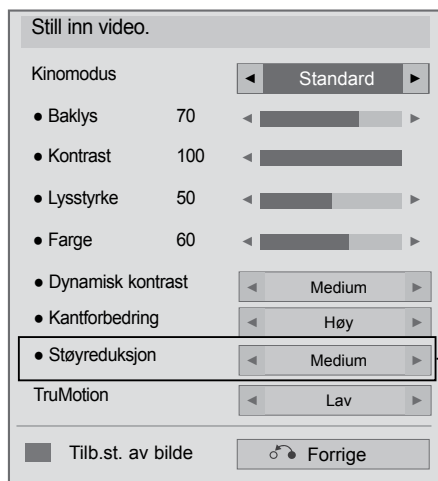 Still inn video.
Kinomodus ◄ Standard ►
● Baklys 70 ◄ ►
● Kontrast 100 ◄
● Lysstyrke 50 ◄ ►
● Farge 60 ◄ ►
● Dynamisk kontrast ◄ Medium ►
● Kantforbedring ◄ Høy ►
● Støyreduksjon ◄ Medium ►
TruMotion ◄ Lav ►
Tilb.st. av bilde Forrige